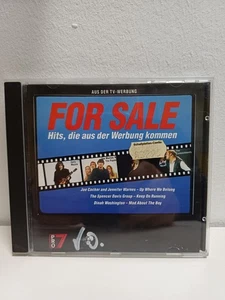 AUS DER TV-WERBUNG
FOR SALE
Hits, die aus der Werbung kommen
Joe Cocker and Jennifer Warnes - Up Where We Belong
The Spencer Davis Group - Keep On Running
Dinah Washington - Mad About The Boy
7